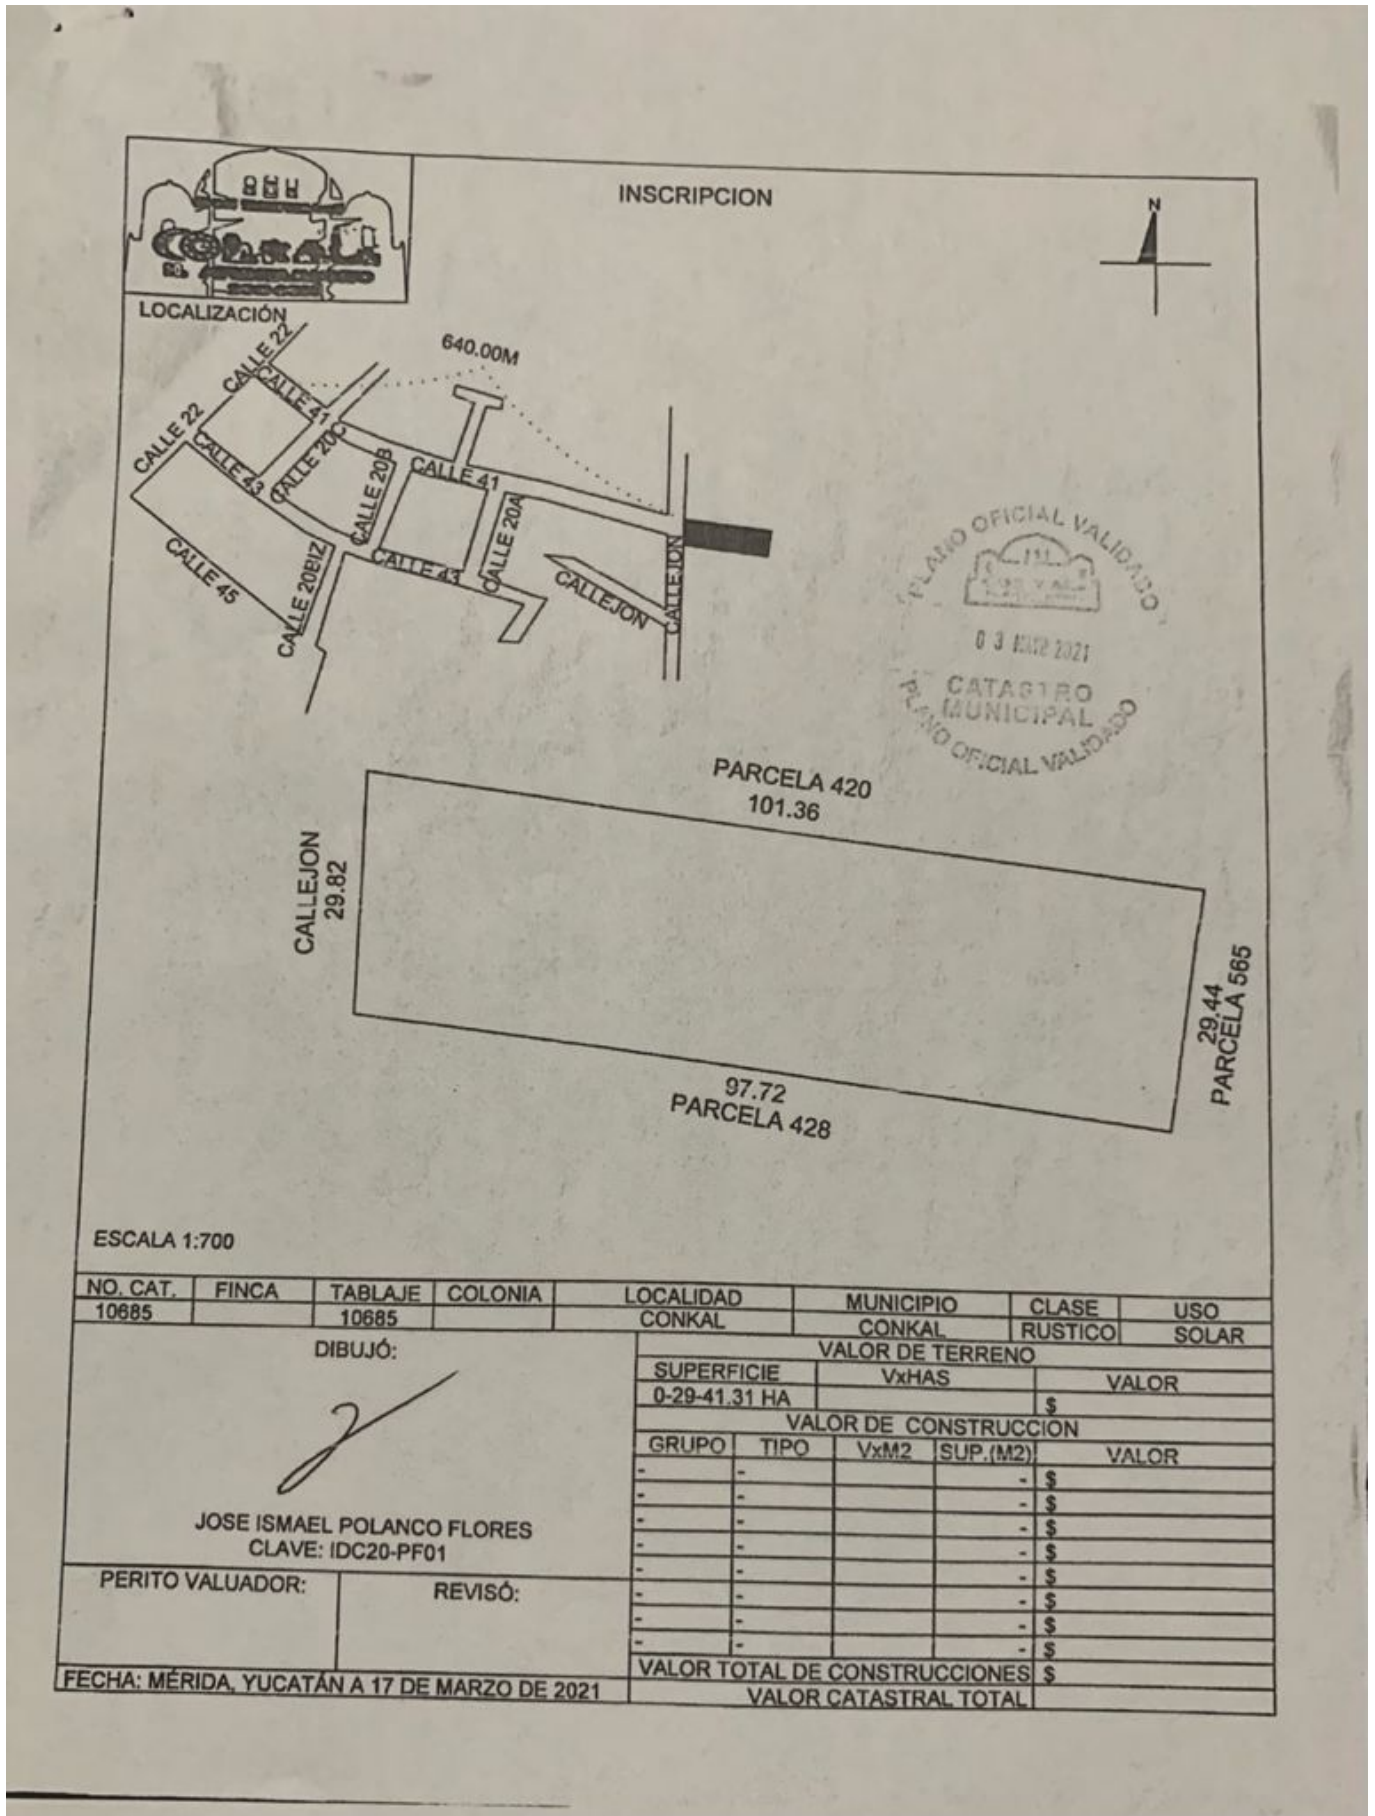 INSCRIPCION
N
LOCALIZACIÓN
640.00M
CALLE 22
CALLE 41
CALLE 22
CALLE 43
CALLE 20C
CALLE 20B
CALLE 41
CALLE 20A
CALLE 45
CALLE 20BIZ
CALLE 43
CALLEJON
CALLEJON
PLANO OFICIAL VALIDADO
2021
CATASTRO
MUNICIPAL
PLANO OFICIAL VALIDADO
PARCELA 420
101.36
CALLEJON
29.82
29.44
PARCELA 565
97.72
PARCELA 428
ESCALA 1:700
NO. CAT. FINCA TABLAJE COLONIA LOCALIDAD MUNICIPIO CLASE USO
10685 10685 CONKAL CONKAL RUSTICO SOLAR
DIBUJÓ:
JOSE ISMAEL POLANCO FLORES
CLAVE: IDC20-PF01
PERITO VALUADOR: REVISÓ:
FECHA: MÉRIDA, YUCATÁN A 17 DE MARZO DE 2021
VALOR DE TERRENO
SUPERFICIE VxHAS VALOR
0-29-41.31 HA $
VALOR DE CONSTRUCCION
GRUPO TIPO VxM2 SUP.(M2) VALOR
- - - $
- - - $
- - - $
- - - $
- - - $
- - - $
- - - $
- - - $
VALOR TOTAL DE CONSTRUCCIONES $
VALOR CATASTRAL TOTAL